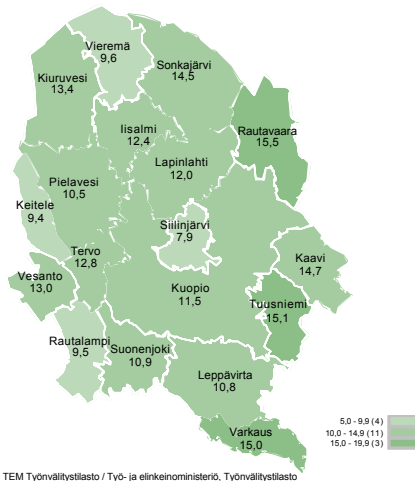 Vieremä
9,6
Kiuruvesi
13,4
Sonkajärvi
14,5
Iisalmi
12,4
Rautavaara
15,5
Lapinlahti
12,0
Pielavesi
10,5
Keitele
9,4
Siilinjärvi
7,9
Tervo
12,8
Kaavi
14,7
Vesanto
13,0
Kuopio
11,5
Tuusniemi
15,1
Rautalampi
9,5
Suonenjoki
10,9
Leppävirta
10,8
Varkaus
15,0
5,0 - 9,9 (4)
10,0 - 14,9 (11)
15,0 - 19,9 (3)
TEM Työnvälitystilasto / Työ- ja elinkeinoministeriö, Työnvälitystilasto